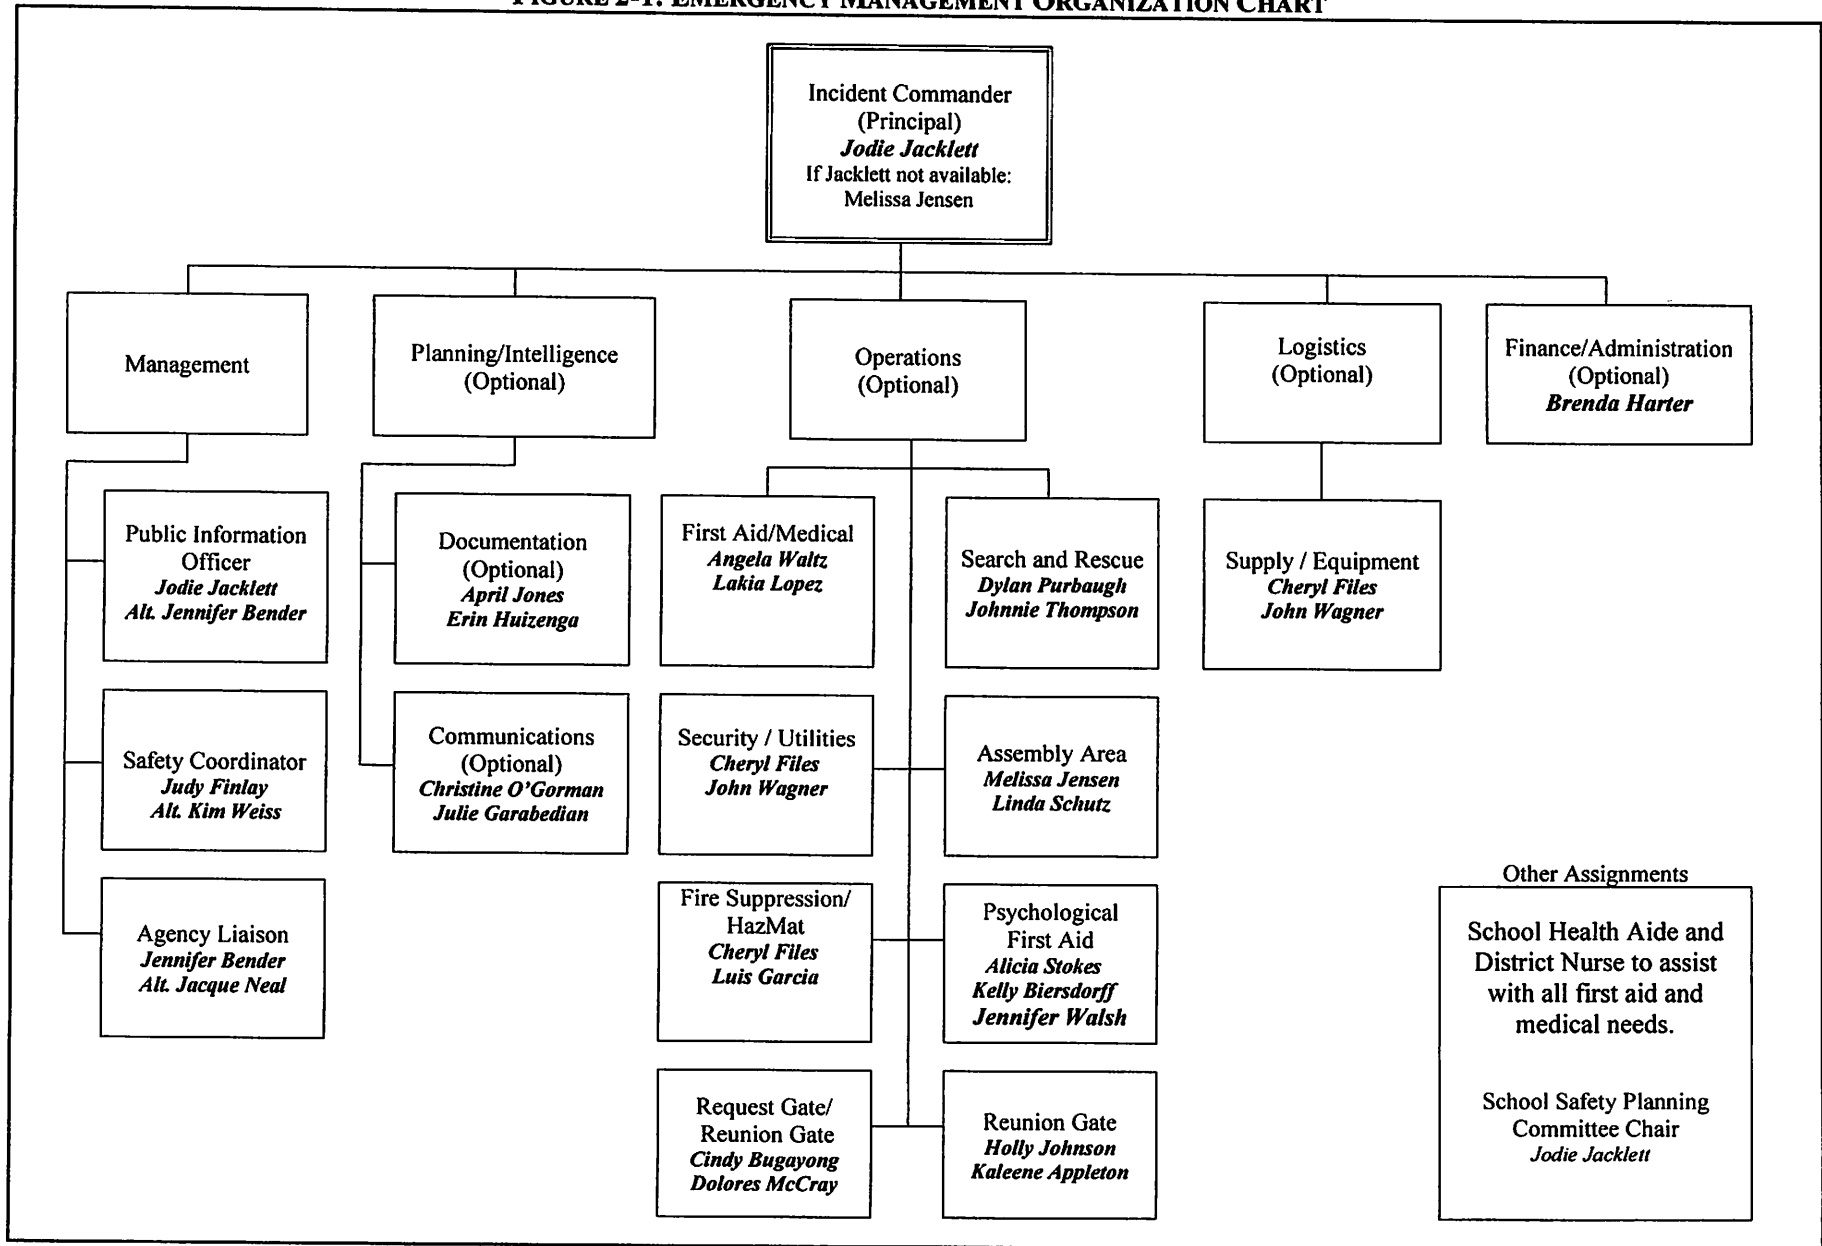 FIGURE 2-1: EMERGENCY MANAGEMENT ORGANIZATION CHART
Incident Commander
(Principal)
Jodie Jacklett
If Jacklett not available:
Melissa Jensen
Management
Planning/Intelligence
(Optional)
Operations
(Optional)
Logistics
(Optional)
Finance/Administration
(Optional)
Brenda Harter
Public Information
Officer
Jodie Jacklett
Alt. Jennifer Bender
Documentation
(Optional)
April Jones
Erin Huizenga
First Aid/Medical
Angela Waltz
Lakia Lopez
Search and Rescue
Dylan Purbaugh
Johnnie Thompson
Supply / Equipment
Cheryl Files
John Wagner
Safety Coordinator
Judy Finlay
Alt. Kim Weiss
Communications
(Optional)
Christine O'Gorman
Julie Garabedian
Security / Utilities
Cheryl Files
John Wagner
Assembly Area
Melissa Jensen
Linda Schutz
Agency Liaison
Jennifer Bender
Alt. Jacque Neal
Fire Suppression/
HazMat
Cheryl Files
Luis Garcia
Psychological
First Aid
Alicia Stokes
Kelly Biersdorff
Jennifer Walsh
Request Gate/
Reunion Gate
Cindy Bugayong
Dolores McCray
Reunion Gate
Holly Johnson
Kaleene Appleton
Other Assignments
School Health Aide and
District Nurse to assist
with all first aid and
medical needs.
School Safety Planning
Committee Chair
Jodie Jacklett